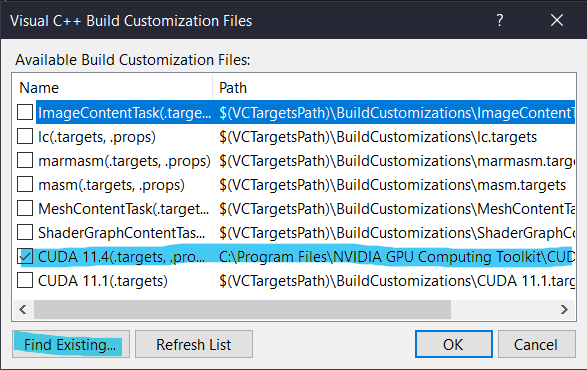 Visual C++ Build Customization Files
Available Build Customization Files:
Name Path
ImageContentTask(.targe... $(VCTargetsPath)\BuildCustomizations\ImageContentT
lc(.targets, .props) $(VCTargetsPath)\BuildCustomizations\lc.targets
marmasm(.targets, .props) $(VCTargetsPath)\BuildCustomizations\marmasm.targe
masm(.targets, .props) $(VCTargetsPath)\BuildCustomizations\masm.targets
MeshContentTask(.target... $(VCTargetsPath)\BuildCustomizations\MeshContentTa
ShaderGraphContentTas... $(VCTargetsPath)\BuildCustomizations\ShaderGraphCo
CUDA 11.4(.targets, .pro... C:\Program Files\NVIDIA GPU Computing Toolkit\CUD
CUDA 11.1(.targets) $(VCTargetsPath)\BuildCustomizations\CUDA 11.1.targ
Find Existing... Refresh List OK Cancel